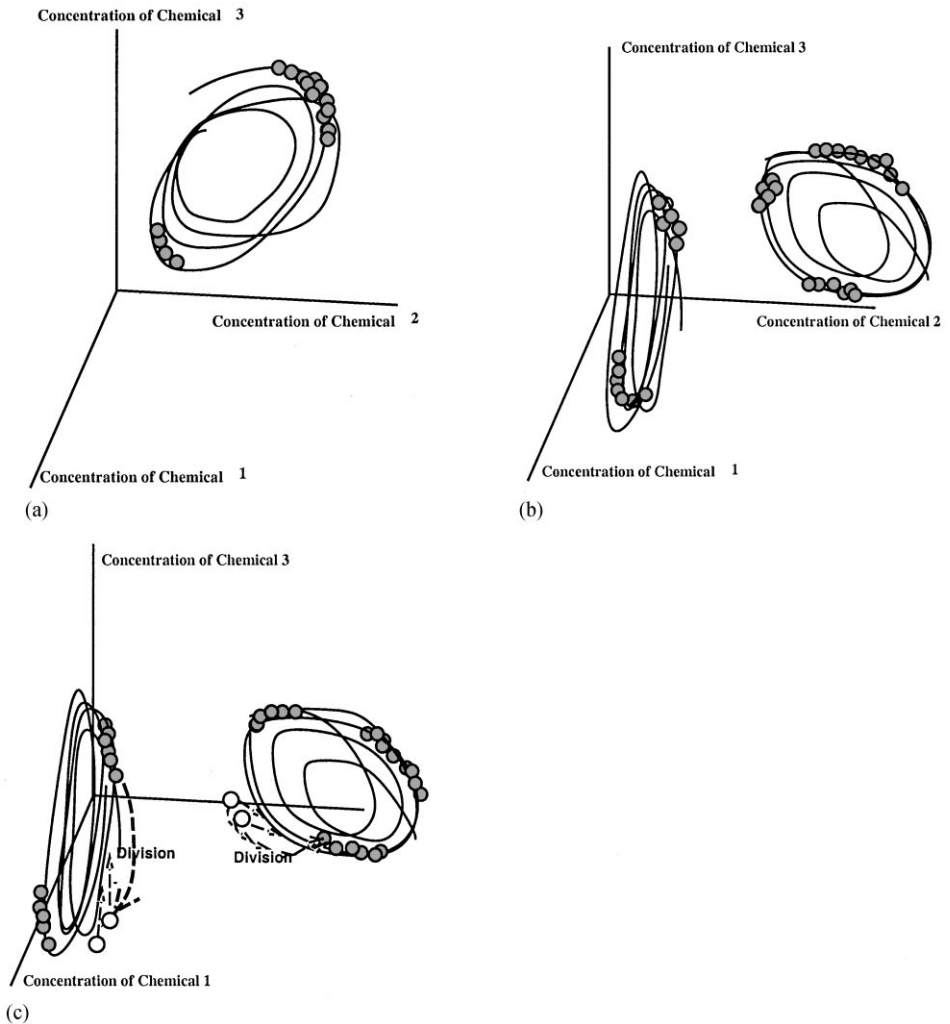 Concentration of Chemical 3
Concentration of Chemical 2
Concentration of Chemical 1
(a)
Concentration of Chemical 3
Concentration of Chemical 2
Concentration of Chemical 1
(b)
Concentration of Chemical 3
Division
Division
Concentration of Chemical 1
(c)